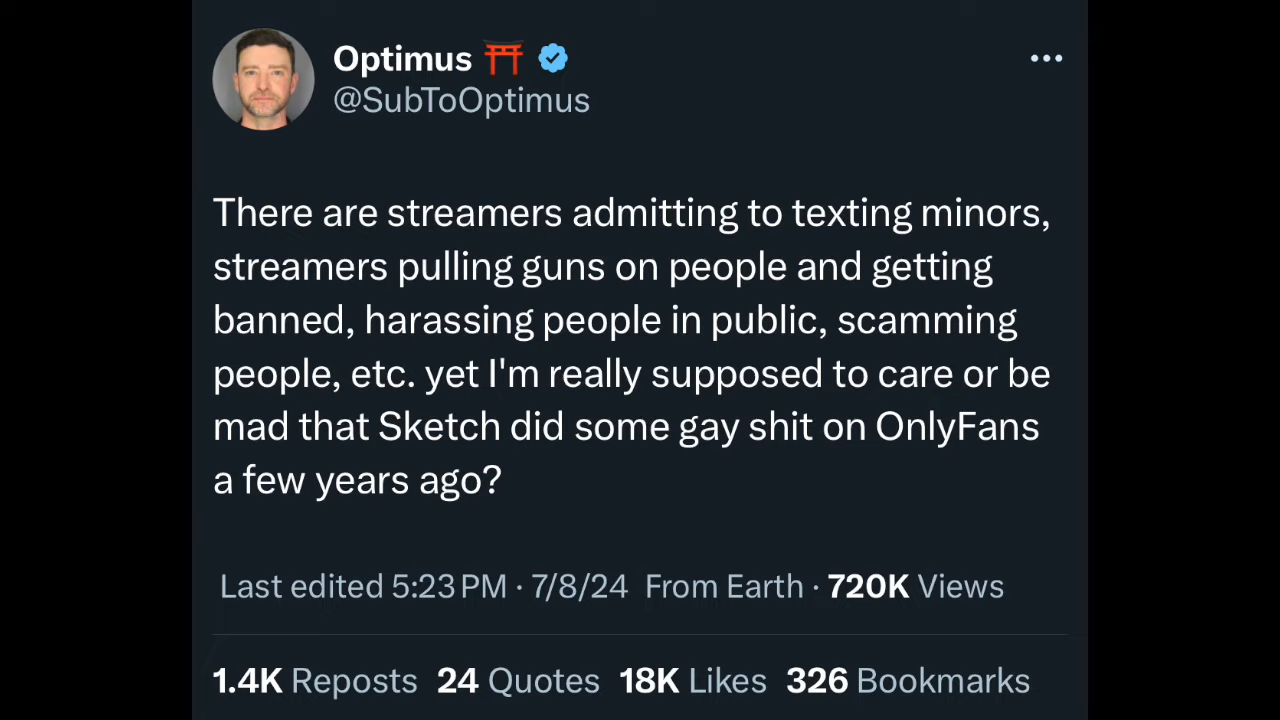 Optimus ⛩️
@SubToOptimus
There are streamers admitting to texting minors,
streamers pulling guns on people and getting
banned, harassing people in public, scamming
people, etc. yet I'm really supposed to care or be
mad that Sketch did some gay shit on OnlyFans
a few years ago?
Last edited 5:23 PM · 7/8/24 From Earth · 720K Views
1.4K Reposts 24 Quotes 18K Likes 326 Bookmarks